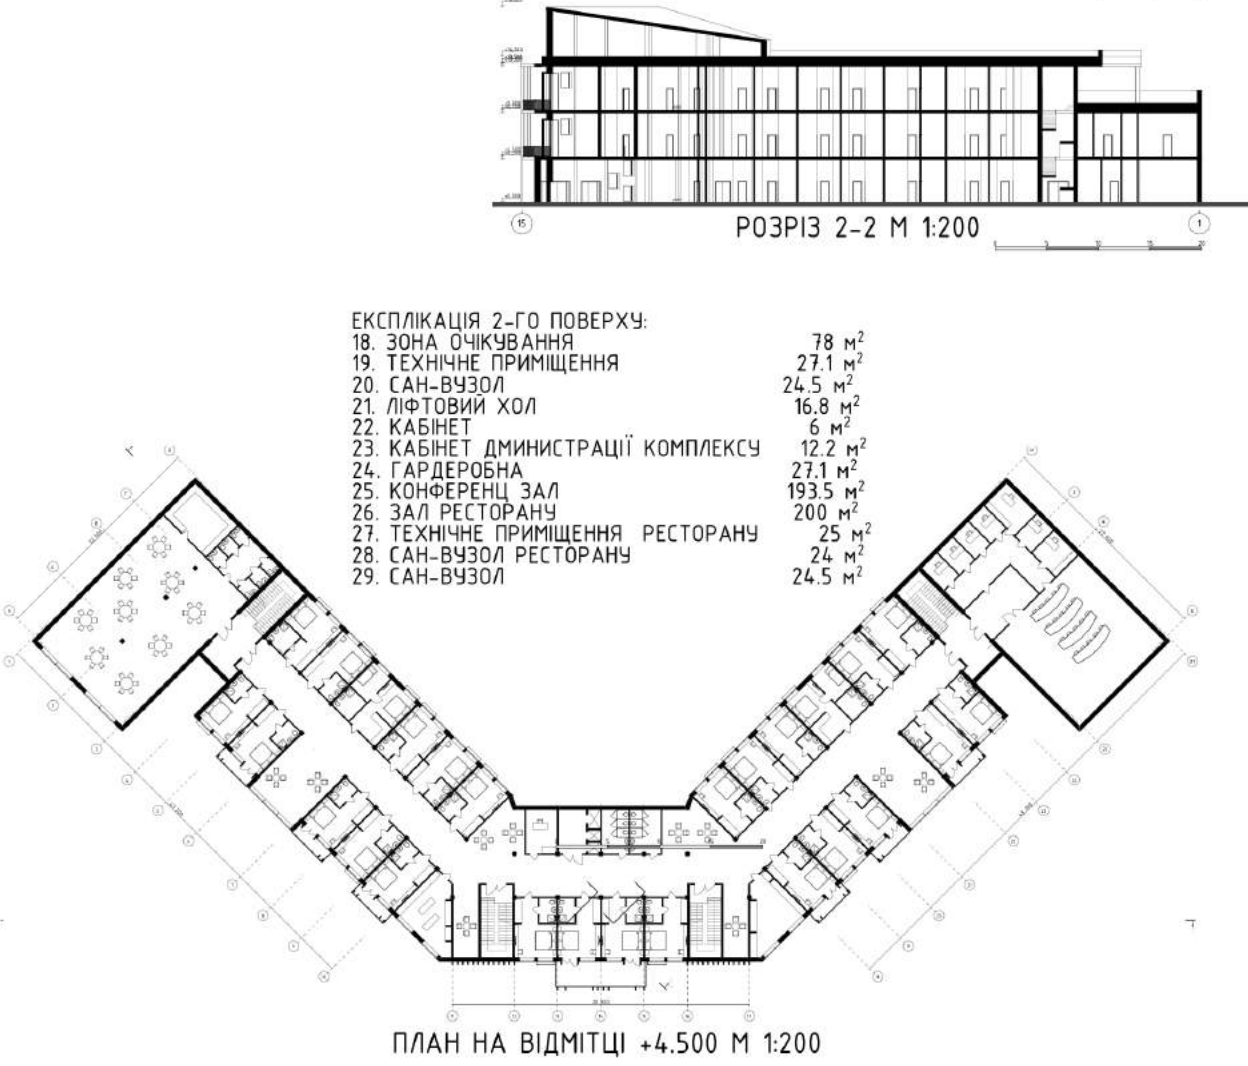 15
1
РОЗРІЗ 2-2 М 1:200
ЕКСПЛІКАЦІЯ 2-ГО ПОВЕРХУ:
18. ЗОНА ОЧІКУВАННЯ 78 м²
19. ТЕХНІЧНЕ ПРИМІЩЕННЯ 27.1 м²
20. САН-ВУЗОЛ 24.5 м²
21. ЛІФТОВИЙ ХОЛ 16.8 м²
22. КАБІНЕТ 6 м²
23. КАБІНЕТ ДМИНИСТРАЦІЇ КОМПЛЕКСУ 12.2 м²
24. ГАРДЕРОБНА 27.1 м²
25. КОНФЕРЕНЦ ЗАЛ 193.5 м²
26. ЗАЛ РЕСТОРАНУ 200 м²
27. ТЕХНІЧНЕ ПРИМІЩЕННЯ РЕСТОРАНУ 25 м²
28. САН-ВУЗОЛ РЕСТОРАНУ 24 м²
29. САН-ВУЗОЛ 24.5 м²
ПЛАН НА ВІДМІТЦІ +4.500 М 1:200